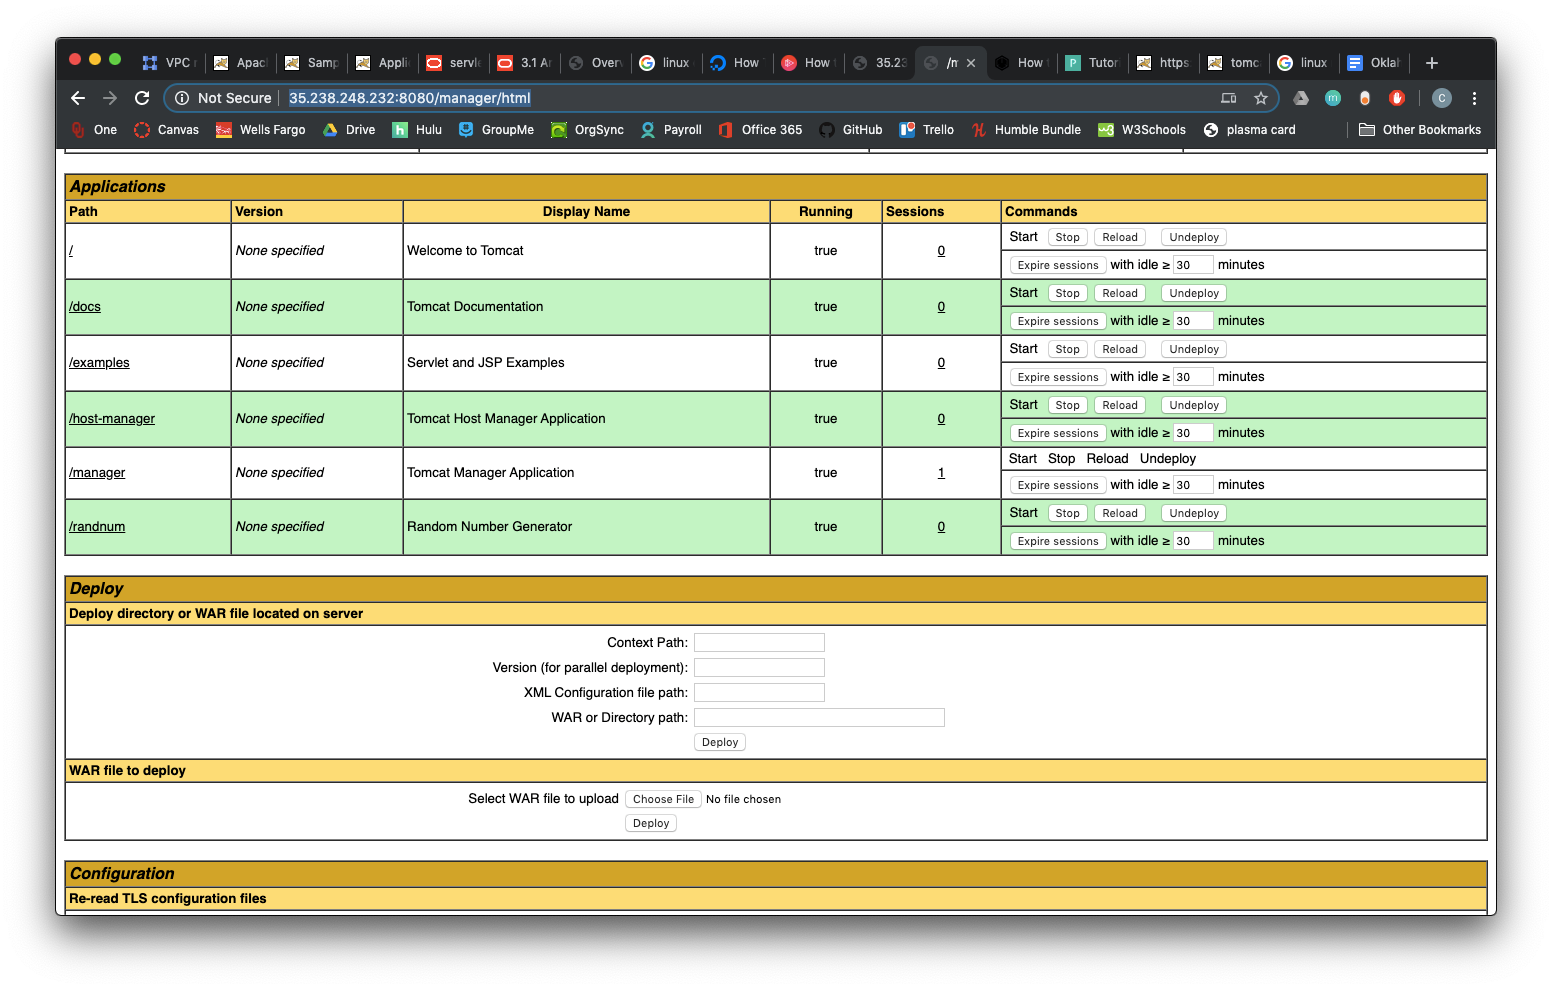 VPC
Apac
Samp
Appli
servle
3.1 Ar
Over
linux
How
How
35.23
/m
How
Tutor
https
tomc
linux
Oklah
Not Secure
35.238.248.232:8080/manager/html
One
Canvas
Wells Fargo
Drive
Hulu
GroupMe
OrgSync
Payroll
Office 365
GitHub
Trello
Humble Bundle
W3Schools
plasma card
Other Bookmarks
Applications
Path Version Display Name Running Sessions Commands
/ None specified Welcome to Tomcat true 0 Start Stop Reload Undeploy
Expire sessions with idle ≥ 30 minutes
/docs None specified Tomcat Documentation true 0 Start Stop Reload Undeploy
Expire sessions with idle ≥ 30 minutes
/examples None specified Servlet and JSP Examples true 0 Start Stop Reload Undeploy
Expire sessions with idle ≥ 30 minutes
/host-manager None specified Tomcat Host Manager Application true 0 Start Stop Reload Undeploy
Expire sessions with idle ≥ 30 minutes
/manager None specified Tomcat Manager Application true 1 Start Stop Reload Undeploy
Expire sessions with idle ≥ 30 minutes
/randnum None specified Random Number Generator true 0 Start Stop Reload Undeploy
Expire sessions with idle ≥ 30 minutes
Deploy
Deploy directory or WAR file located on server
Context Path:
Version (for parallel deployment):
XML Configuration file path:
WAR or Directory path:
Deploy
WAR file to deploy
Select WAR file to upload Choose File No file chosen
Deploy
Configuration
Re-read TLS configuration files